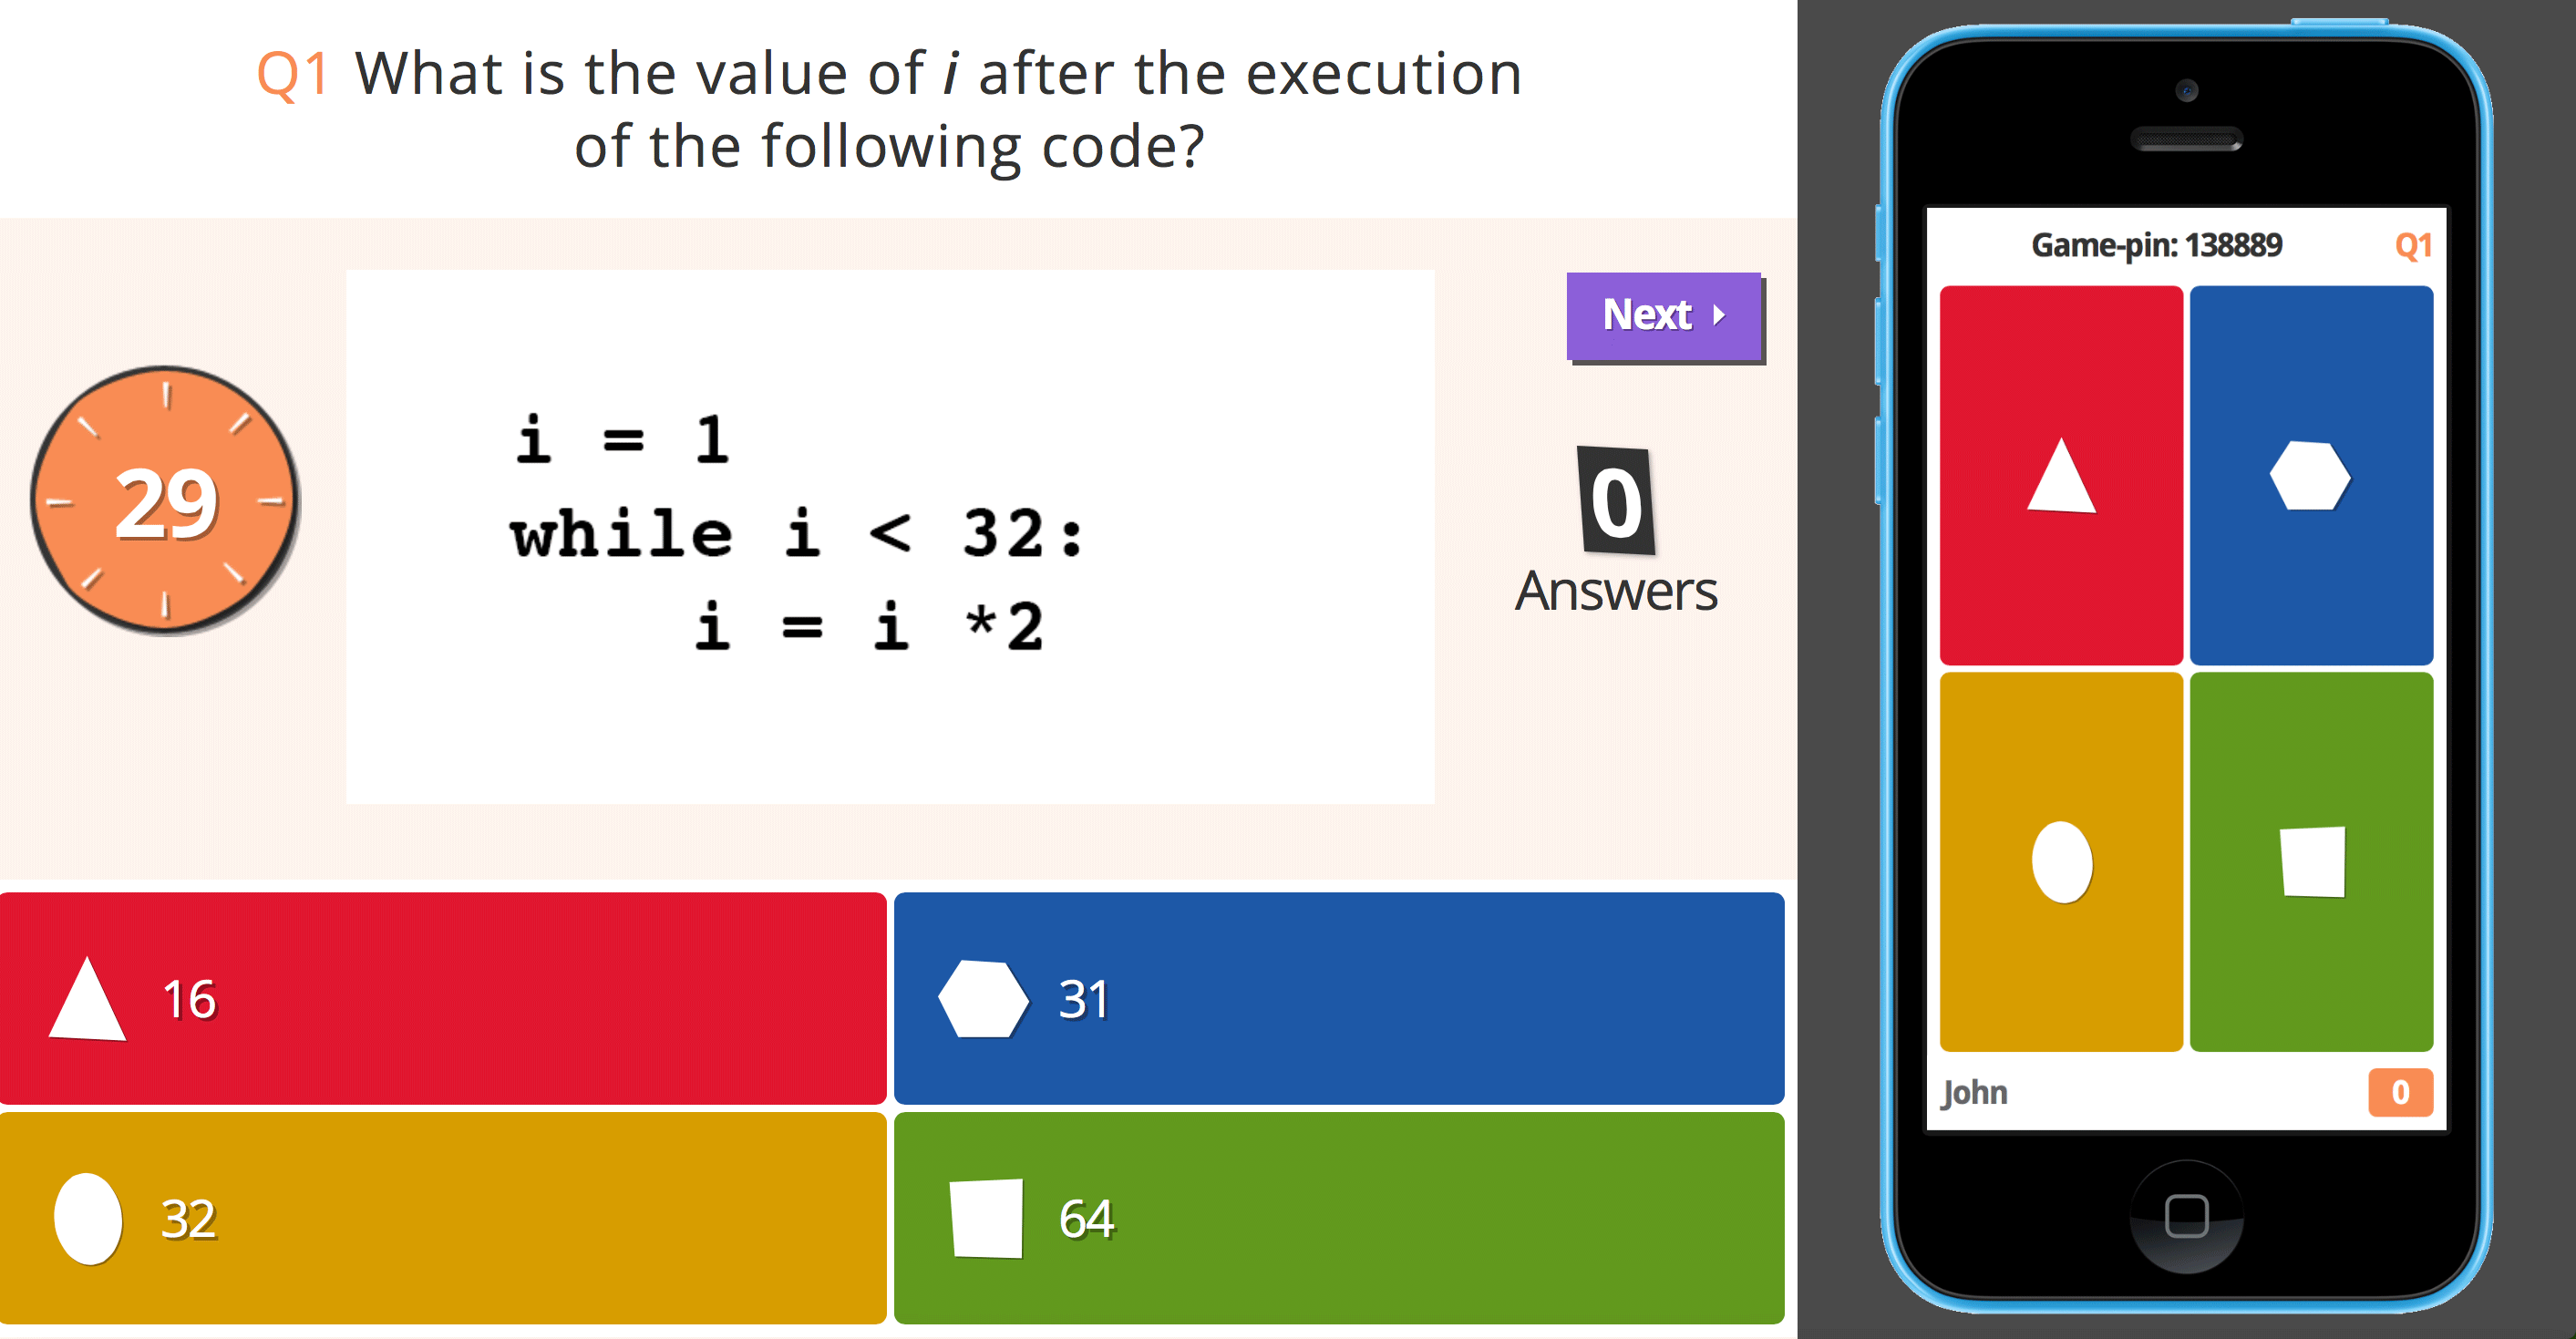 Q1 What is the value of i after the execution
of the following code?
29
i = 1
while i < 32:
    i = i *2
Next
0
Answers
16
31
32
64
Game-pin: 138889
Q1
John
0